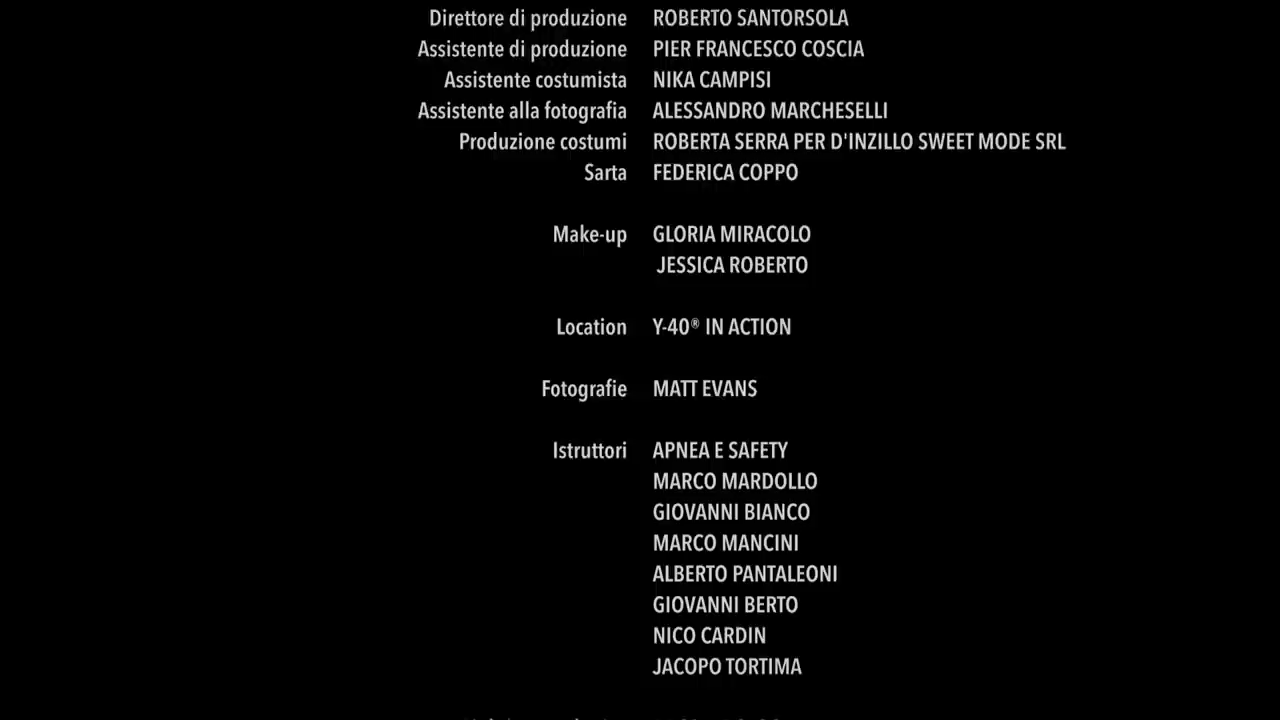 Direttore di produzione ROBERTO SANTORSOLA
Assistente di produzione PIER FRANCESCO COSCIA
Assistente costumista NIKA CAMPISI
Assistente alla fotografia ALESSANDRO MARCHESELLI
Produzione costumi ROBERTA SERRA PER D'INZILLO SWEET MODE SRL
Sarta FEDERICA COPPO
Make-up GLORIA MIRACOLO
JESSICA ROBERTO
Location Y-40® IN ACTION
Fotografie MATT EVANS
Istruttori APNEA E SAFETY
MARCO MARDOLLO
GIOVANNI BIANCO
MARCO MANCINI
ALBERTO PANTALEONI
GIOVANNI BERTO
NICO CARDIN
JACOPO TORTIMA